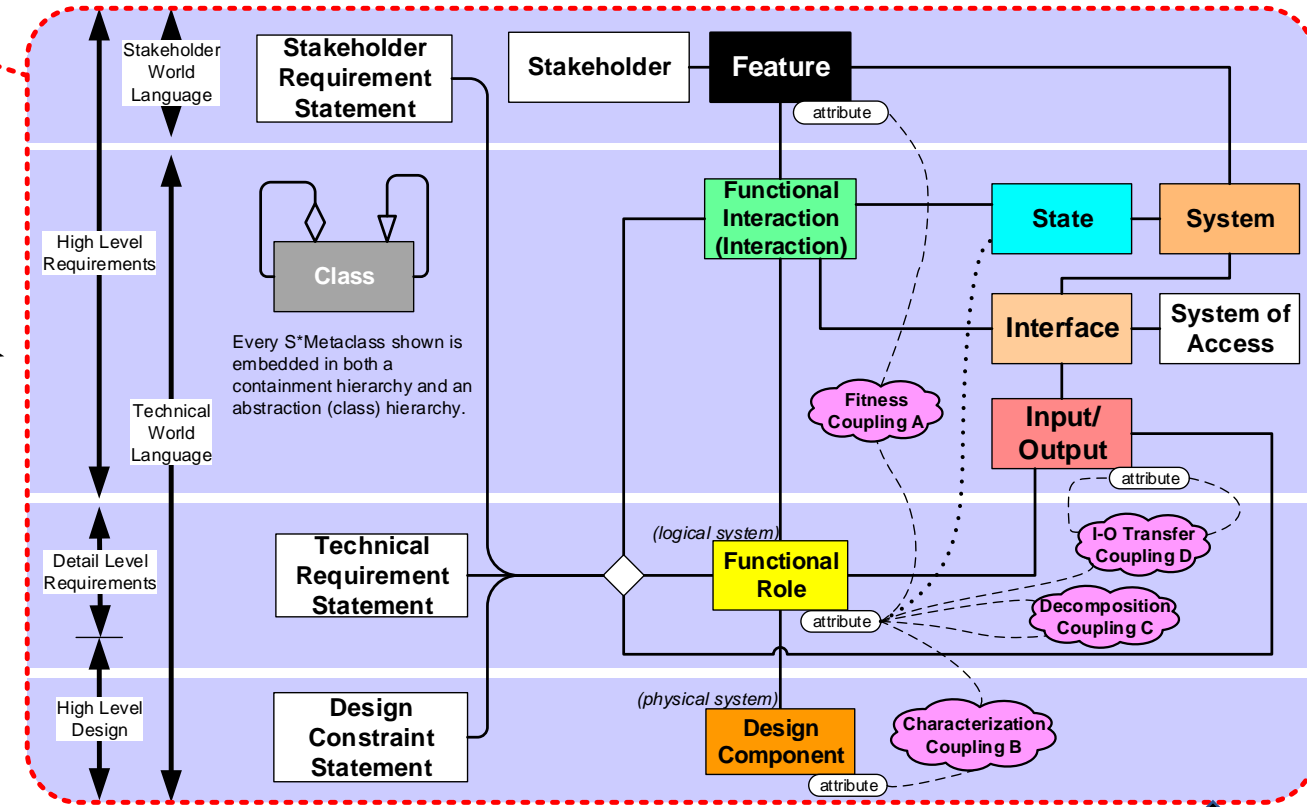 Stakeholder
World
Language
Stakeholder
Requirement
Statement
Stakeholder
Feature
attribute
High Level
Requirements
Technical
World
Language
Class
Every S*Metaclass shown is
embedded in both a
containment hierarchy and an
abstraction (class) hierarchy.
Functional
Interaction
(Interaction)
State
System
Interface
System of
Access
Fitness
Coupling A
Input/
Output
attribute
Detail Level
Requirements
Technical
Requirement
Statement
(logical system)
Functional
Role
attribute
I-O Transfer
Coupling D
Decomposition
Coupling C
High Level
Design
Design
Constraint
Statement
(physical system)
Design
Component
attribute
Characterization
Coupling B